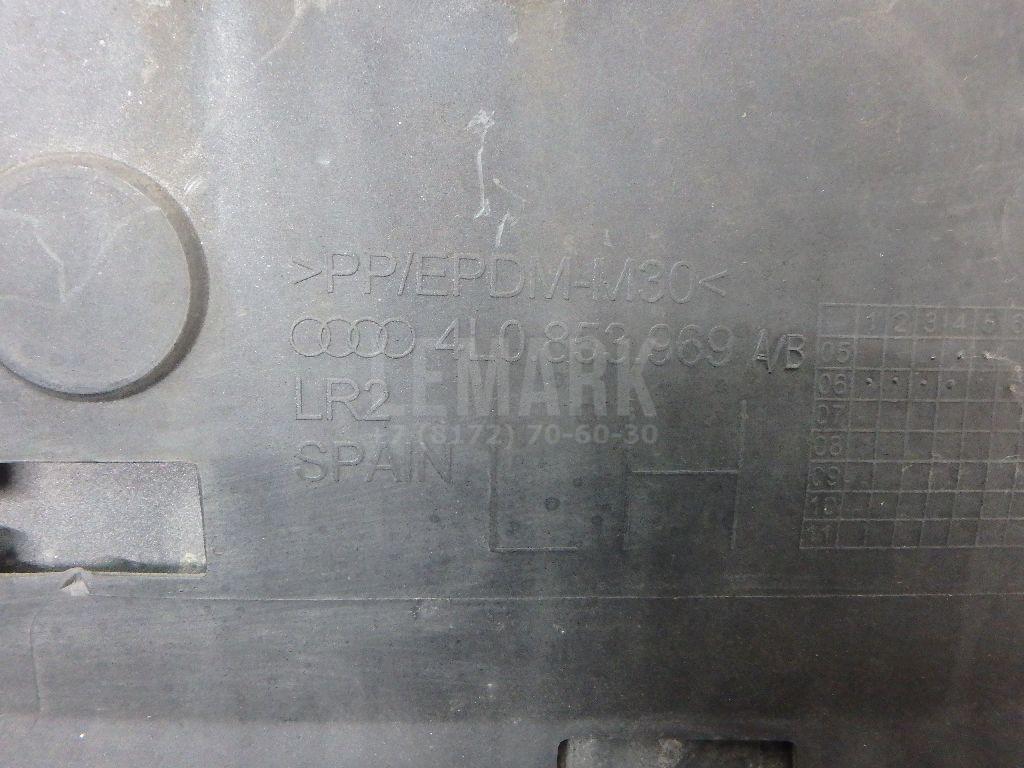 >PP/EPDM-M30<
4L0 853 969 A/B
LR2
SPAIN
LEMARK
+7 (8172) 70-60-30
1 2 3 4 5 6
05
06
07
08
09
10
11